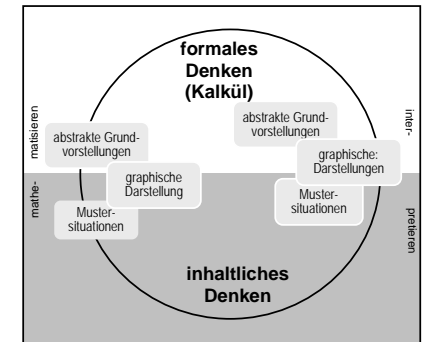 formales
Denken
(Kalkül)
matisieren
mathe-
abstrakte Grund-
vorstellungen
graphische
Darstellung
Muster-
situationen
abstrakte Grund-
vorstellungen
graphische:
Darstellungen
Muster-
situationen
inter-
pretieren
inhaltliches
Denken